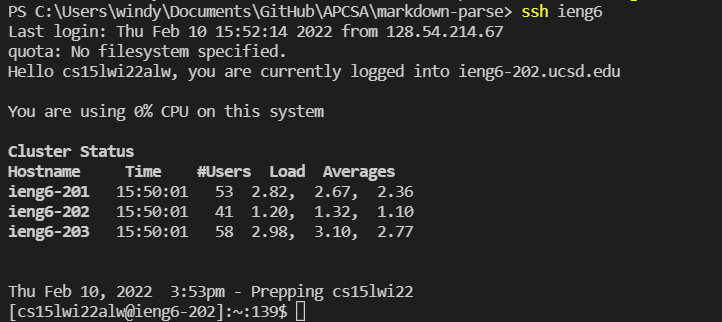 PS C:\Users\windy\Documents\GitHub\APCSA\markdown-parse> ssh ieng6
Last login: Thu Feb 10 15:52:14 2022 from 128.54.214.67
quota: No filesystem specified.
Hello cs15lwi22alw, you are currently logged into ieng6-202.ucsd.edu
You are using 0% CPU on this system
Cluster Status
Hostname     Time    #Users  Load  Averages
ieng6-201   15:50:01   53  2.82,  2.67,  2.36
ieng6-202   15:50:01   41  1.20,  1.32,  1.10
ieng6-203   15:50:01   58  2.98,  3.10,  2.77
Thu Feb 10, 2022  3:53pm - Prepping cs15lwi22
[cs15lwi22alw@ieng6-202]:~:139$